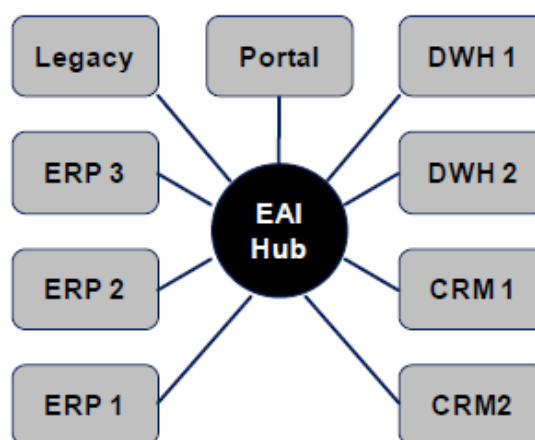 Legacy
Portal
DWH 1
ERP 3
DWH 2
EAI
Hub
ERP 2
CRM 1
ERP 1
CRM2